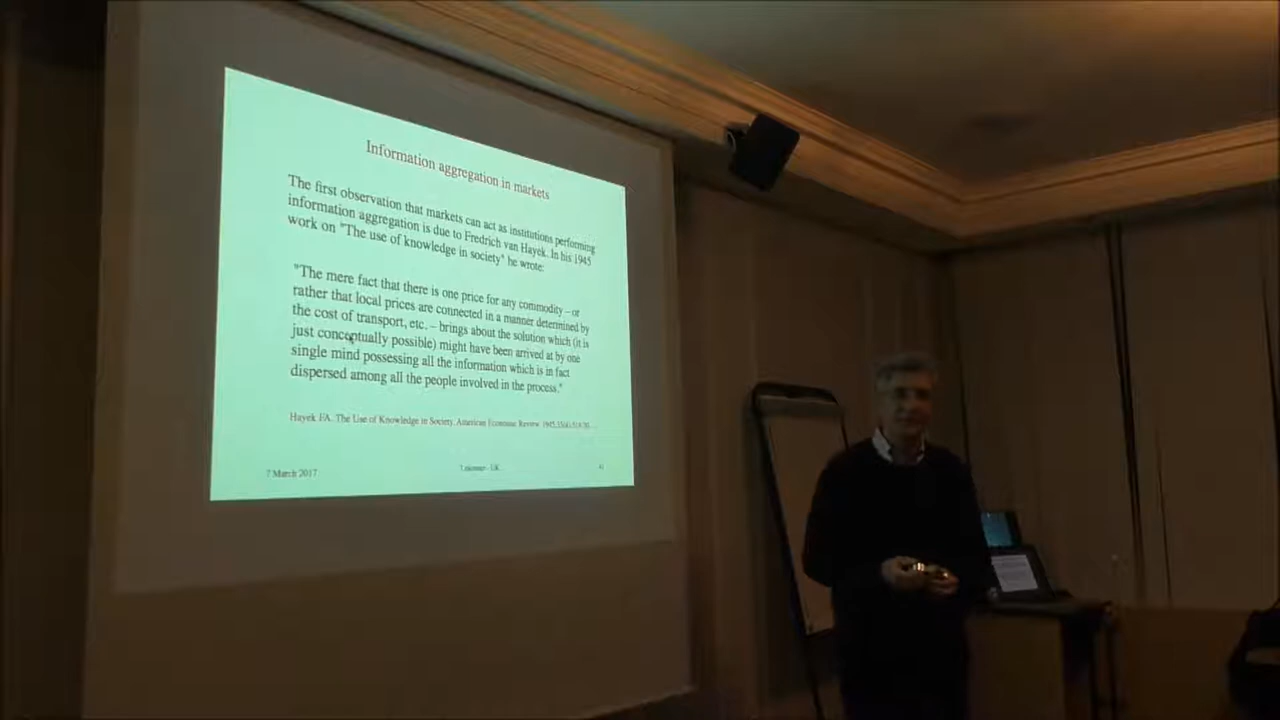 Information aggregation in markets
The first observation that markets can act as institutions performing
information aggregation is due to Fredrich van Hayek. In his 1945
work on "The use of knowledge in society" he wrote:
"The mere fact that there is one price for any commodity – or
rather that local prices are connected in a manner determined by
the cost of transport, etc. – brings about the solution which (it is
just conceptually possible) might have been arrived at by one
single mind possessing all the information which is in fact
dispersed among all the people involved in the process."
Hayek FA. The Use of Knowledge in Society. American Economic Review. 1945;
7 March 2017